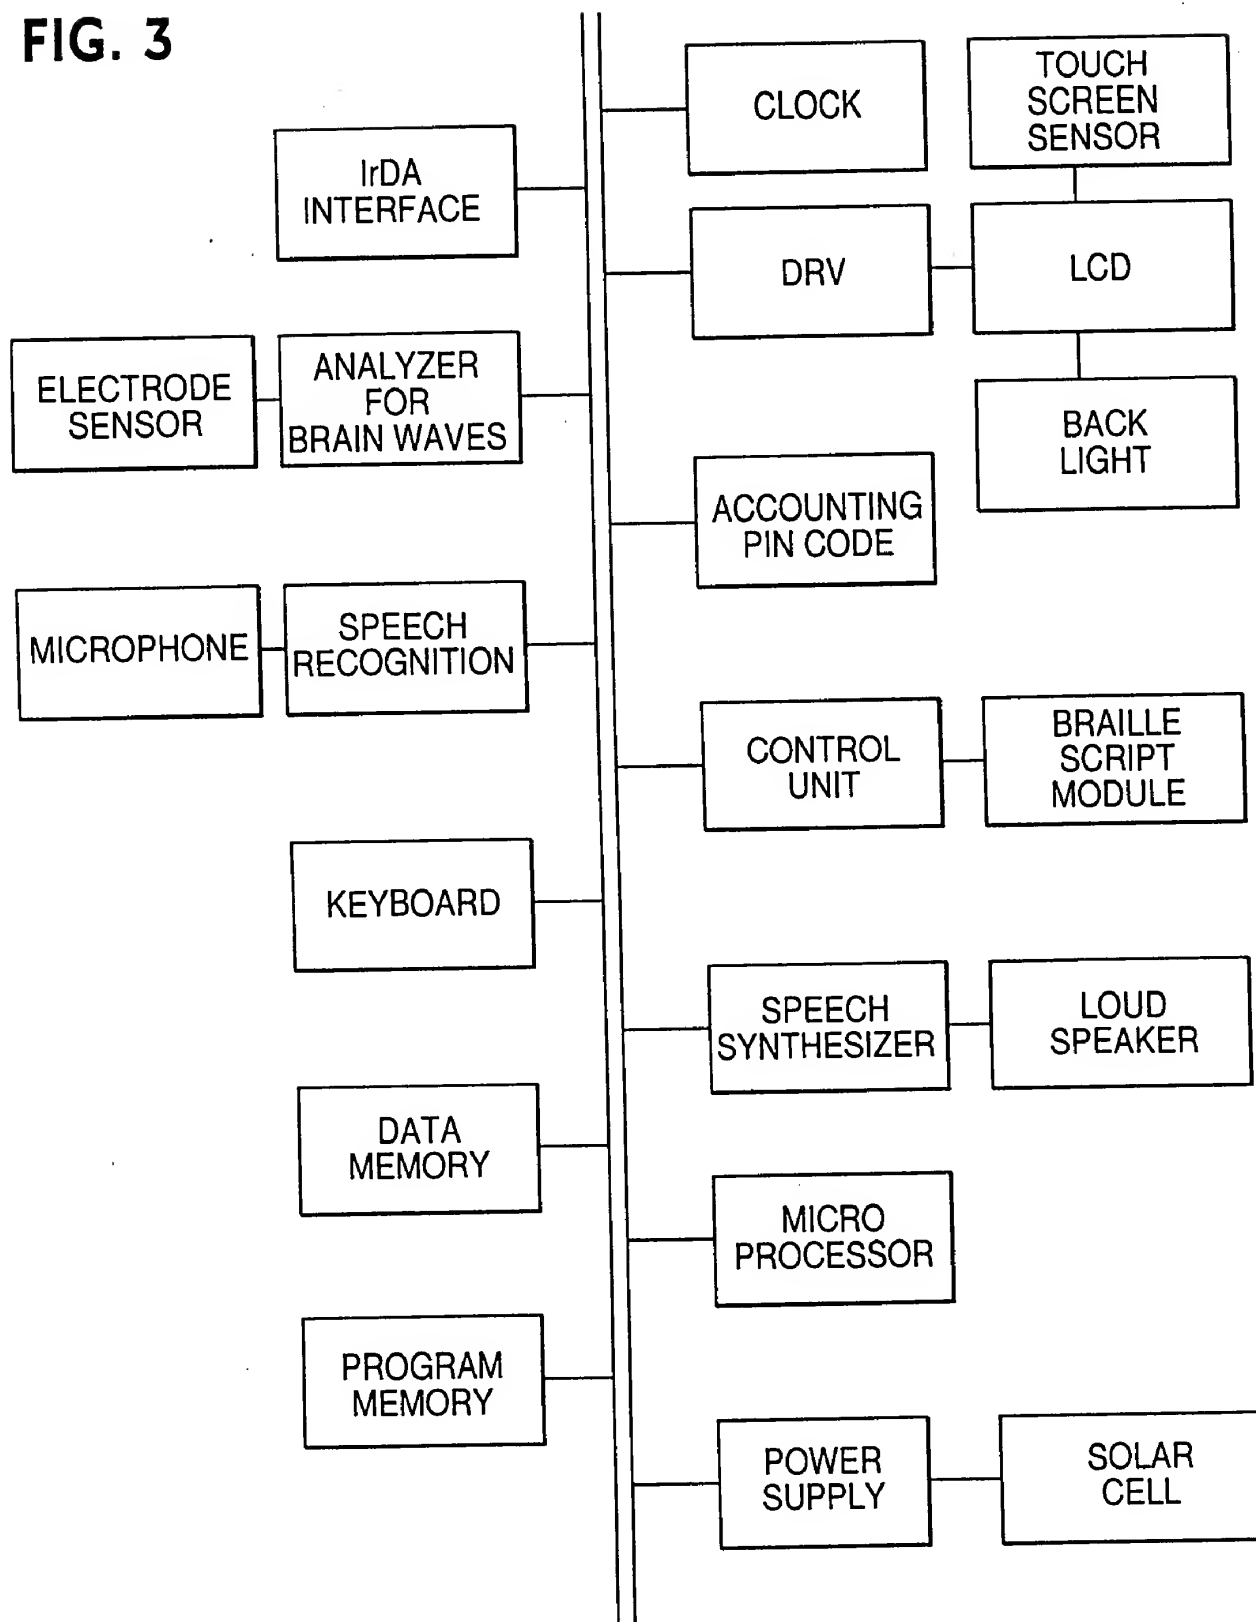 FIG. 3
CLOCK
TOUCH
SCREEN
SENSOR
IrDA
INTERFACE
DRV
LCD
ELECTRODE
SENSOR
ANALYZER
FOR
BRAIN WAVES
BACK
LIGHT
ACCOUNTING
PIN CODE
MICROPHONE
SPEECH
RECOGNITION
CONTROL
UNIT
BRAILLE
SCRIPT
MODULE
KEYBOARD
SPEECH
SYNTHESIZER
LOUD
SPEAKER
DATA
MEMORY
MICRO
PROCESSOR
PROGRAM
MEMORY
POWER
SUPPLY
SOLAR
CELL